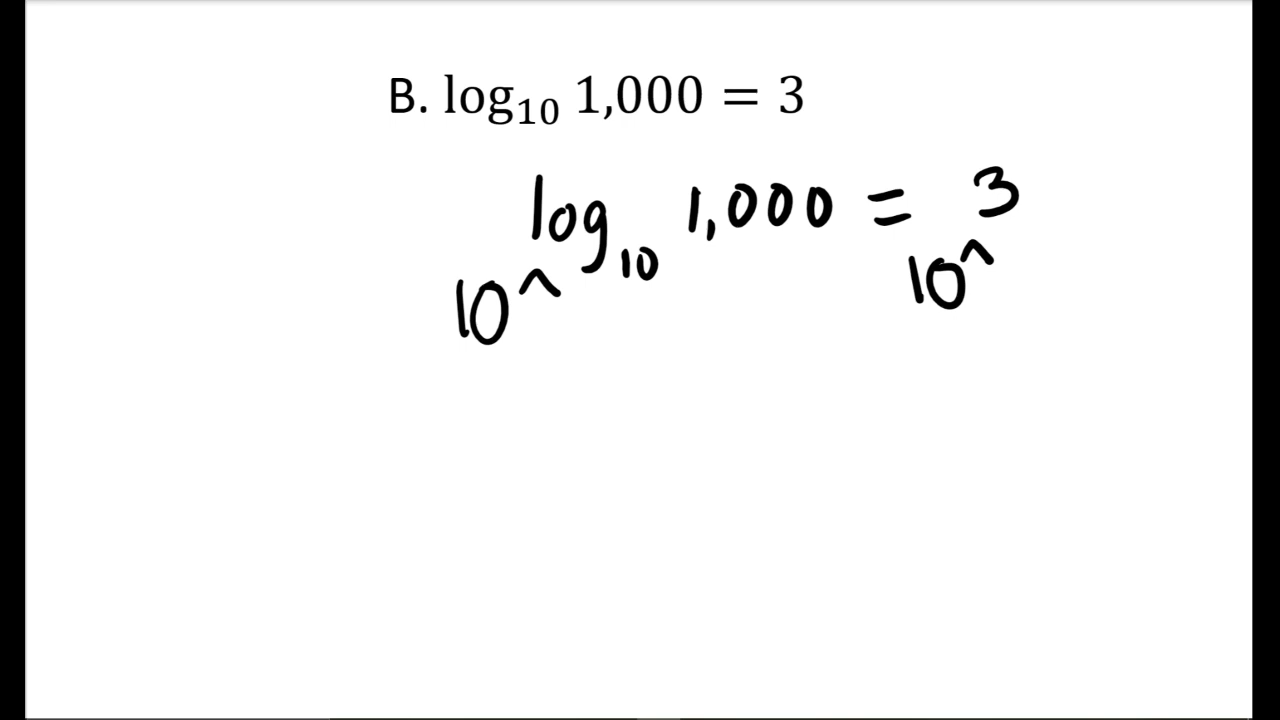 B. log₁₀ 1,000 = 3
log₁₀ 1,000 = 3
10^ 10^